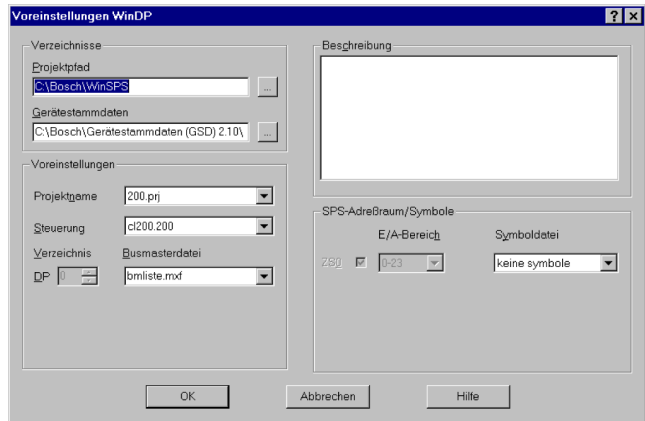 Voreinstellungen WinDP
Verzeichnisse
Projektpfad
C:\Bosch\WinSPS
...
Gerätestammdaten
C:\Bosch\Gerätestammdaten (GSD) 2.10\
...
Voreinstellungen
Projektname
200.prj
Steuerung
cl200.200
Verzeichnis
Busmasterdatei
DP
0
bmliste.mxf
Beschreibung
SPS-Adreßraum/Symbole
E/A-Bereich
Symboldatei
ZS0
0-23
keine symbole
OK
Abbrechen
Hilfe